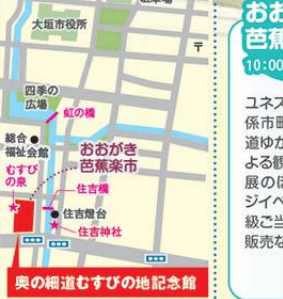 大垣市役所
〒
四季の
広場
虹の橋
総合
福祉会館
むすび
の泉
おおがき
芭蕉楽市
住吉橋
住吉燈台
住吉神社
奥の細道むすびの地記念館
おお
芭蕉
10:00
ユネス
係市町
道ゆか
よる観
展のほ
ジイベ
級ご当
販売な